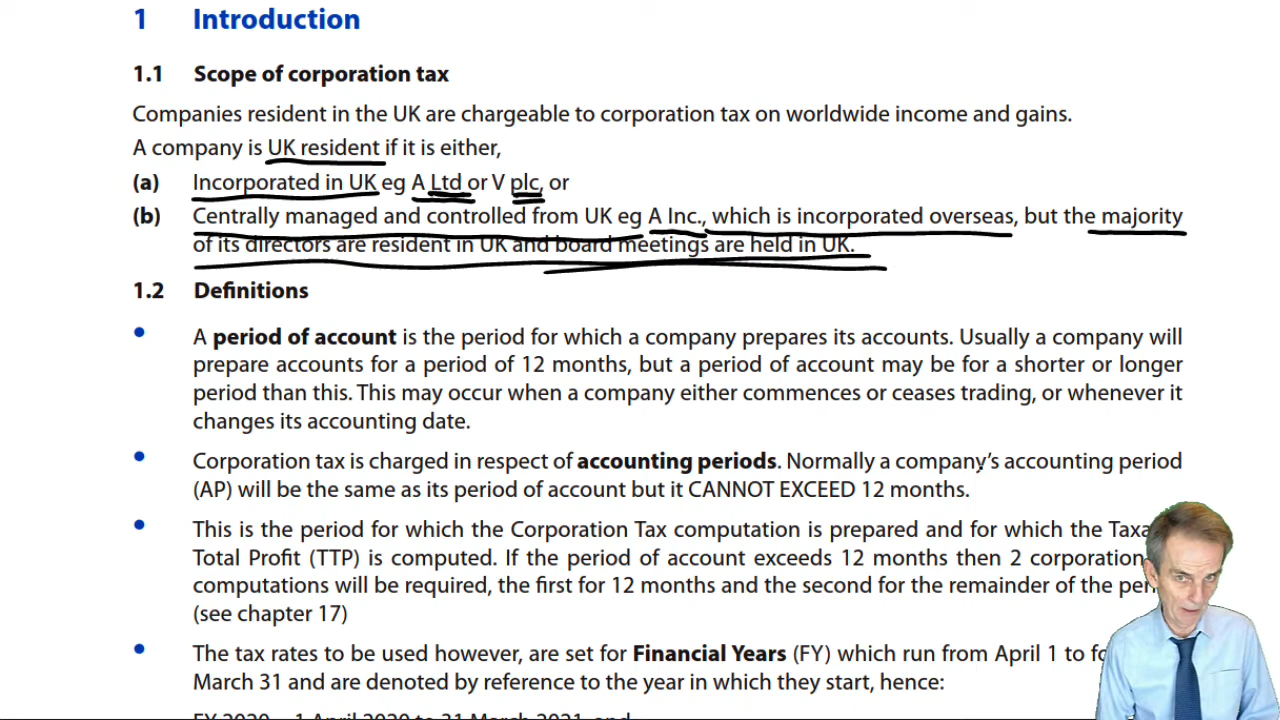 1 Introduction
1.1 Scope of corporation tax
Companies resident in the UK are chargeable to corporation tax on worldwide income and gains.
A company is UK resident if it is either,
(a) Incorporated in UK eg A Ltd or V plc, or
(b) Centrally managed and controlled from UK eg A Inc., which is incorporated overseas, but the majority
of its directors are resident in UK and board meetings are held in UK.
1.2 Definitions
• A period of account is the period for which a company prepares its accounts. Usually a company will
prepare accounts for a period of 12 months, but a period of account may be for a shorter or longer
period than this. This may occur when a company either commences or ceases trading, or whenever it
changes its accounting date.
• Corporation tax is charged in respect of accounting periods. Normally a company's accounting period
(AP) will be the same as its period of account but it CANNOT EXCEED 12 months.
• This is the period for which the Corporation Tax computation is prepared and for which the
Total Profit (TTP) is computed. If the period of account exceeds 12 months then 2 corporation
computations will be required, the first for 12 months and the second for the remainder of the
(see chapter 17)
• The tax rates to be used however, are set for Financial Years (FY) which run from April 1 to
March 31 and are denoted by reference to the year in which they start, hence:
FY 2020 – 1 April 2020 to 31 March 2021, and